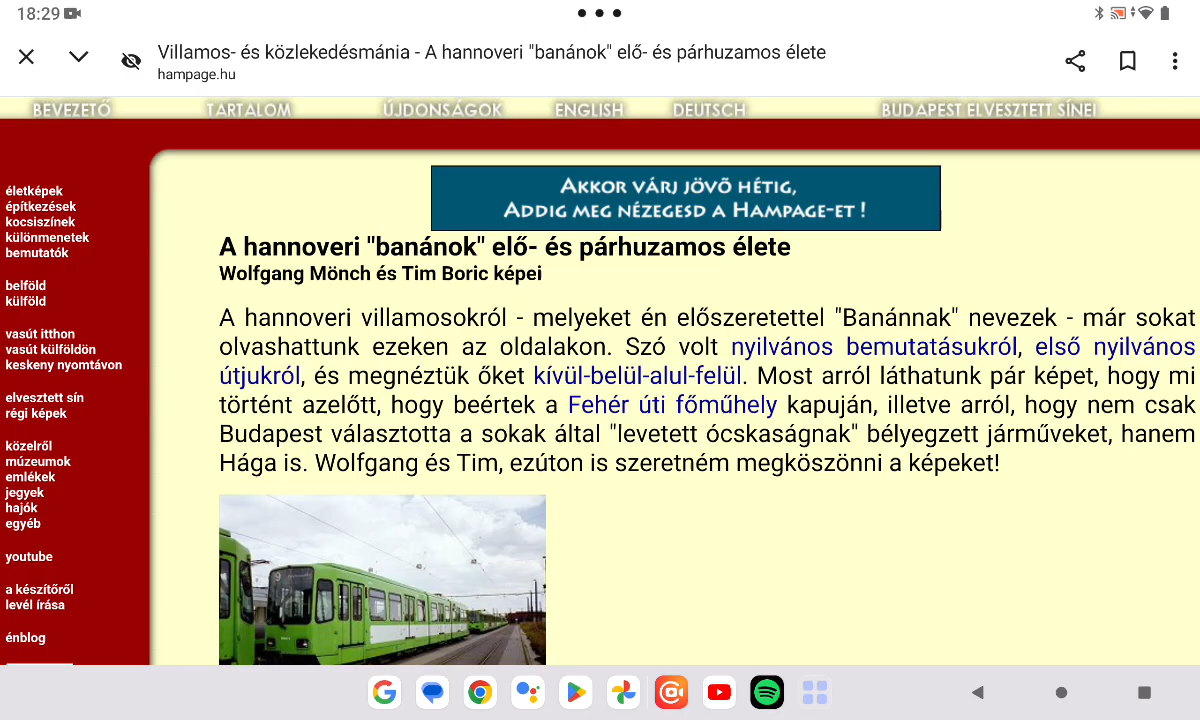 18:29
Villamos- és közlekedésmánia - A hannoveri "banánok" elő- és párhuzamos élete
hampage.hu
BEVEZETŐ TARTALOM ÚJDONSÁGOK ENGLISH DEUTSCH BUDAPEST ELVESZTETT SÍNEI
életképek
építkezések
kocsiszínek
különmenetek
bemutatók
belföld
külföld
vasút itthon
vasút külföldön
keskeny nyomtávon
elvesztett sín
régi képek
közelről
múzeumok
emlékek
jegyek
hajók
egyéb
youtube
a készítőről
levél írása
énblog
Akkor várj jövő hétig,
Addig meg nézegesd a Hampage-et !
A hannoveri "banánok" elő- és párhuzamos élete
Wolfgang Mönch és Tim Boric képei
A hannoveri villamosokról - melyeket én előszeretettel "Banánnak" nevezek - már sokat
olvashattunk ezeken az oldalakon. Szó volt nyilvános bemutatásukról, első nyilvános
útjukról, és megnéztük őket kívül-belül-alul-felül. Most arról láthatunk pár képet, hogy mi
történt azelőtt, hogy beértek a Fehér úti főműhely kapuján, illetve arról, hogy nem csak
Budapest választotta a sokak által "levetett ócskaságnak" bélyegzett járműveket, hanem
Hága is. Wolfgang és Tim, ezúton is szeretném megköszönni a képeket!
9